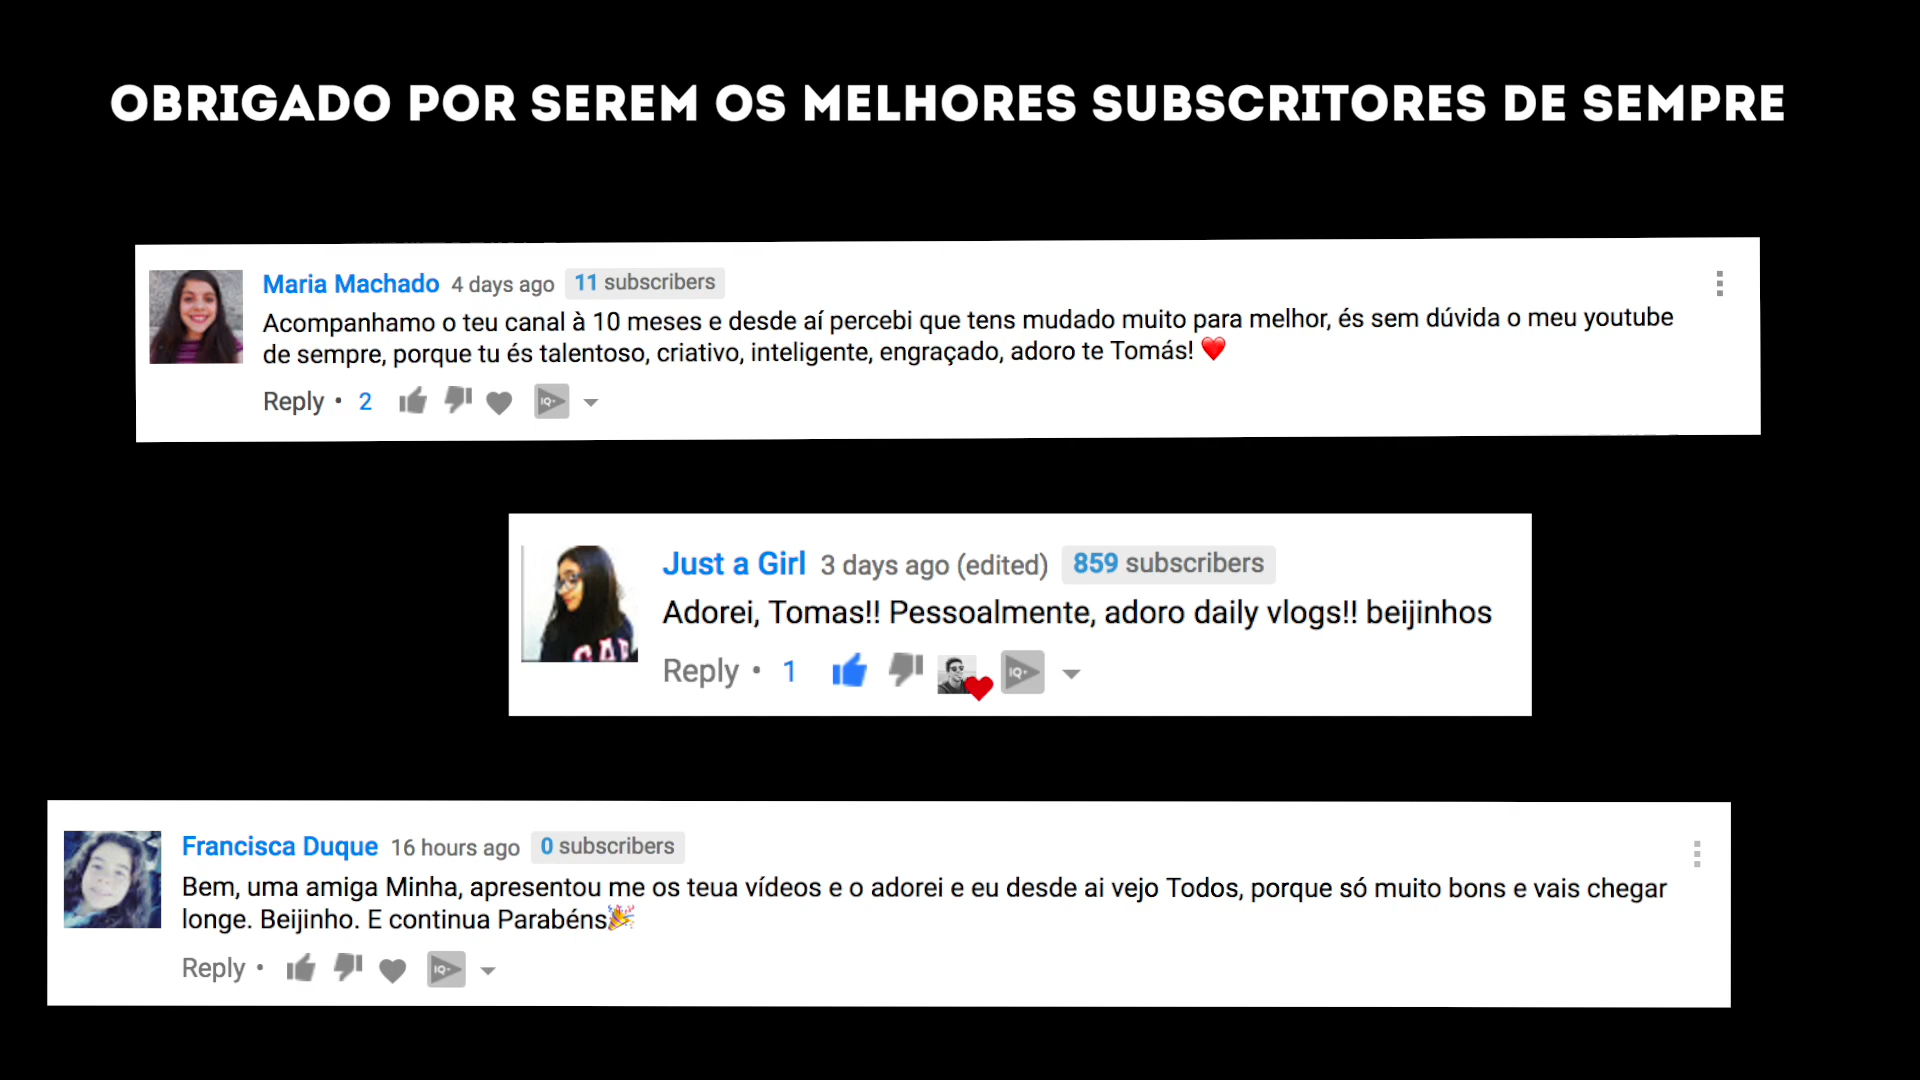 OBRIGADO POR SEREM OS MELHORES SUBSCRITORES DE SEMPRE
Maria Machado 4 days ago 11 subscribers
Acompanhamo o teu canal à 10 meses e desde aí percebi que tens mudado muito para melhor, és sem dúvida o meu youtube
de sempre, porque tu és talentoso, criativo, inteligente, engraçado, adoro te Tomás! ❤️
Reply • 2 IQ+
Just a Girl 3 days ago (edited) 859 subscribers
Adorei, Tomas!! Pessoalmente, adoro daily vlogs!! beijinhos
Reply • 1 IQ+
GAP
Francisca Duque 16 hours ago 0 subscribers
Bem, uma amiga Minha, apresentou me os teua vídeos e o adorei e eu desde ai vejo Todos, porque só muito bons e vais chegar
longe. Beijinho. E continua Parabéns🎉
Reply • IQ+